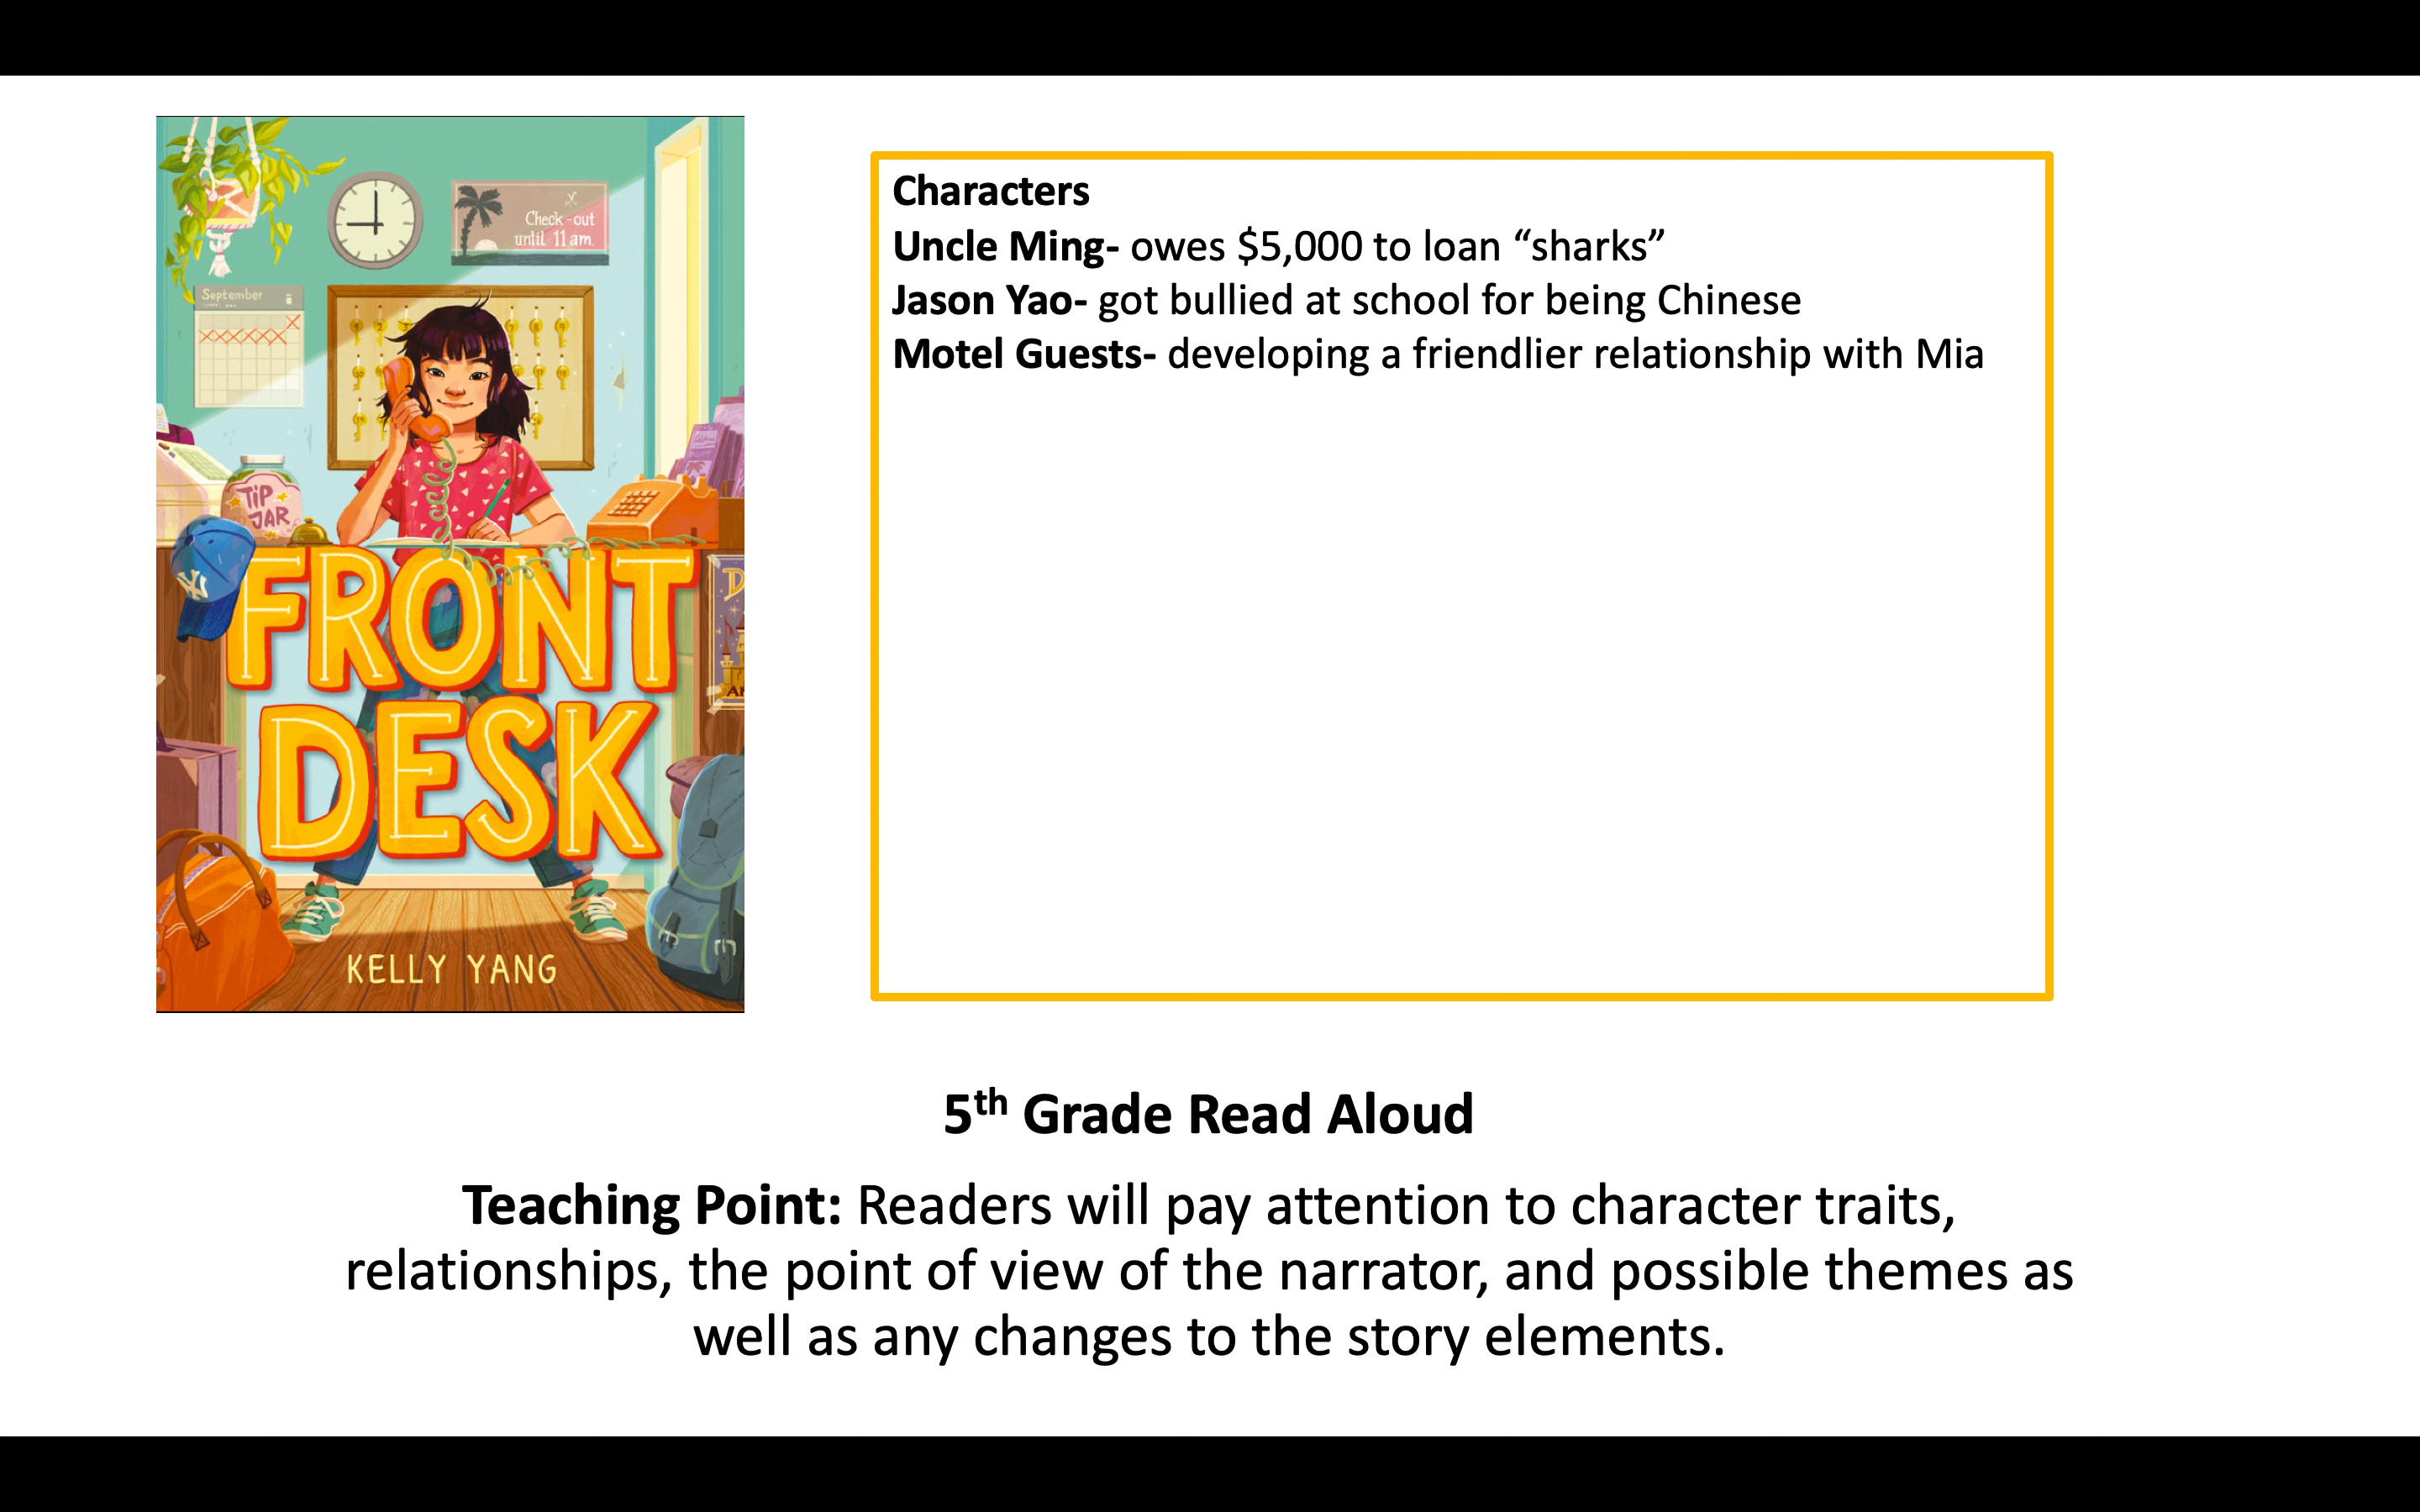 September
Check-out
until 11 am.
TiP
JAR
NY
FRONT
DESK
KELLY YANG
Characters
Uncle Ming- owes $5,000 to loan “sharks”
Jason Yao- got bullied at school for being Chinese
Motel Guests- developing a friendlier relationship with Mia
5th Grade Read Aloud
Teaching Point: Readers will pay attention to character traits,
relationships, the point of view of the narrator, and possible themes as
well as any changes to the story elements.